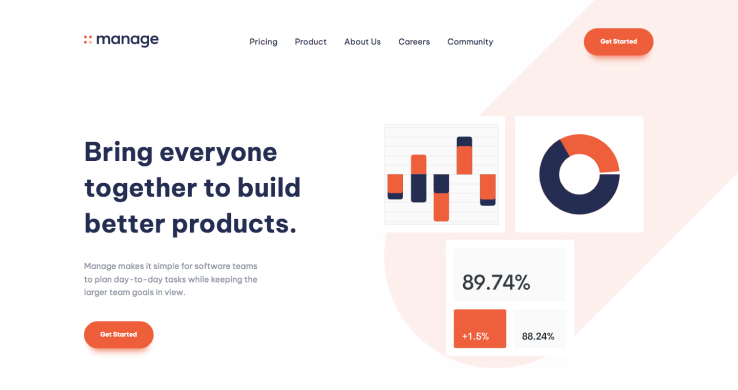 manage
Pricing Product About Us Careers Community
Get Started
Bring everyone
together to build
better products.
Manage makes it simple for software teams
to plan day-to-day tasks while keeping the
larger team goals in view.
Get Started
89.74%
+1.5% 88.24%